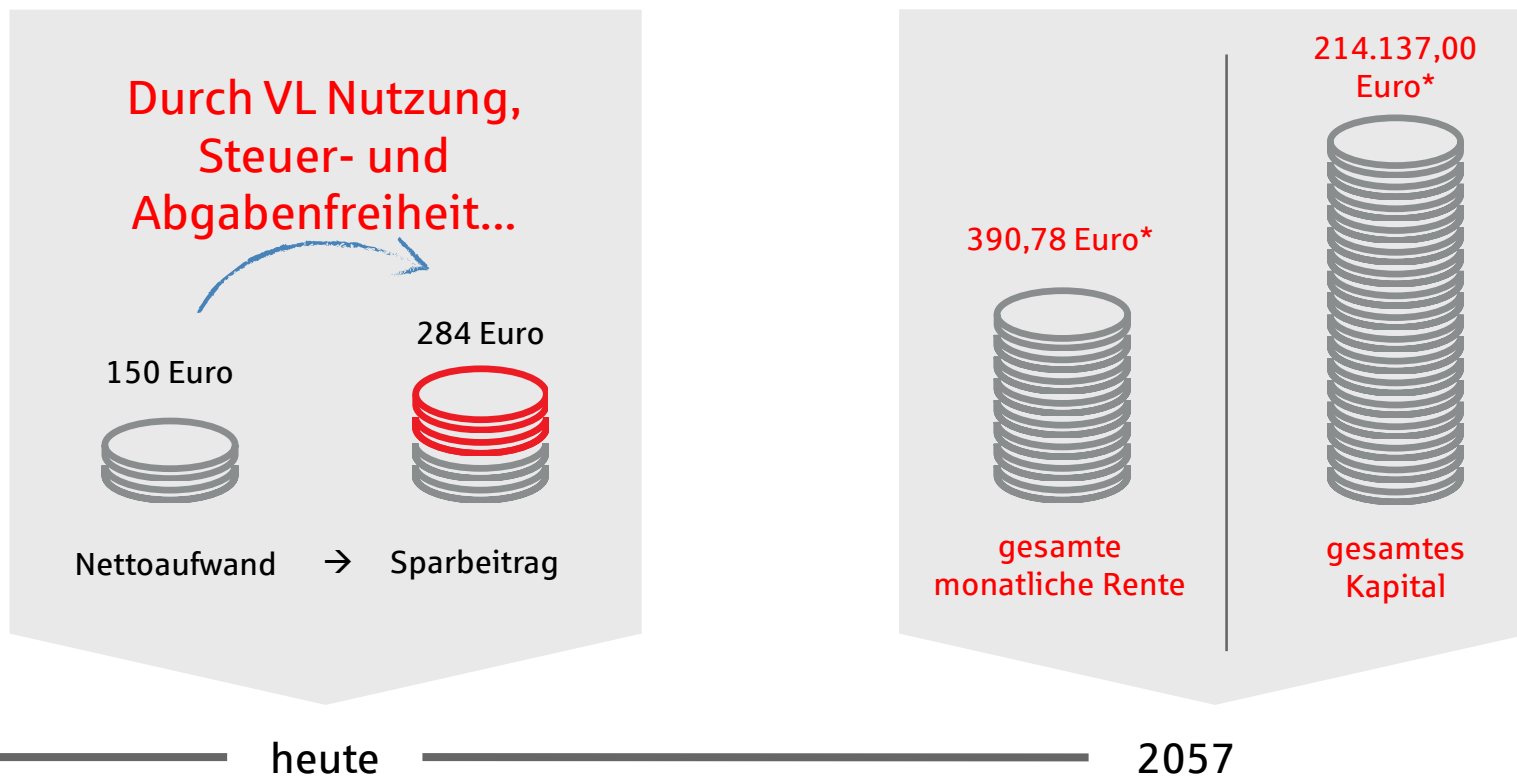 Durch VL Nutzung,
Steuer- und
Abgabenfreiheit...
150 Euro
284 Euro
Nettoaufwand → Sparbeitrag
390,78 Euro*
gesamte
monatliche Rente
214.137,00
Euro*
gesamtes
Kapital
heute
2057